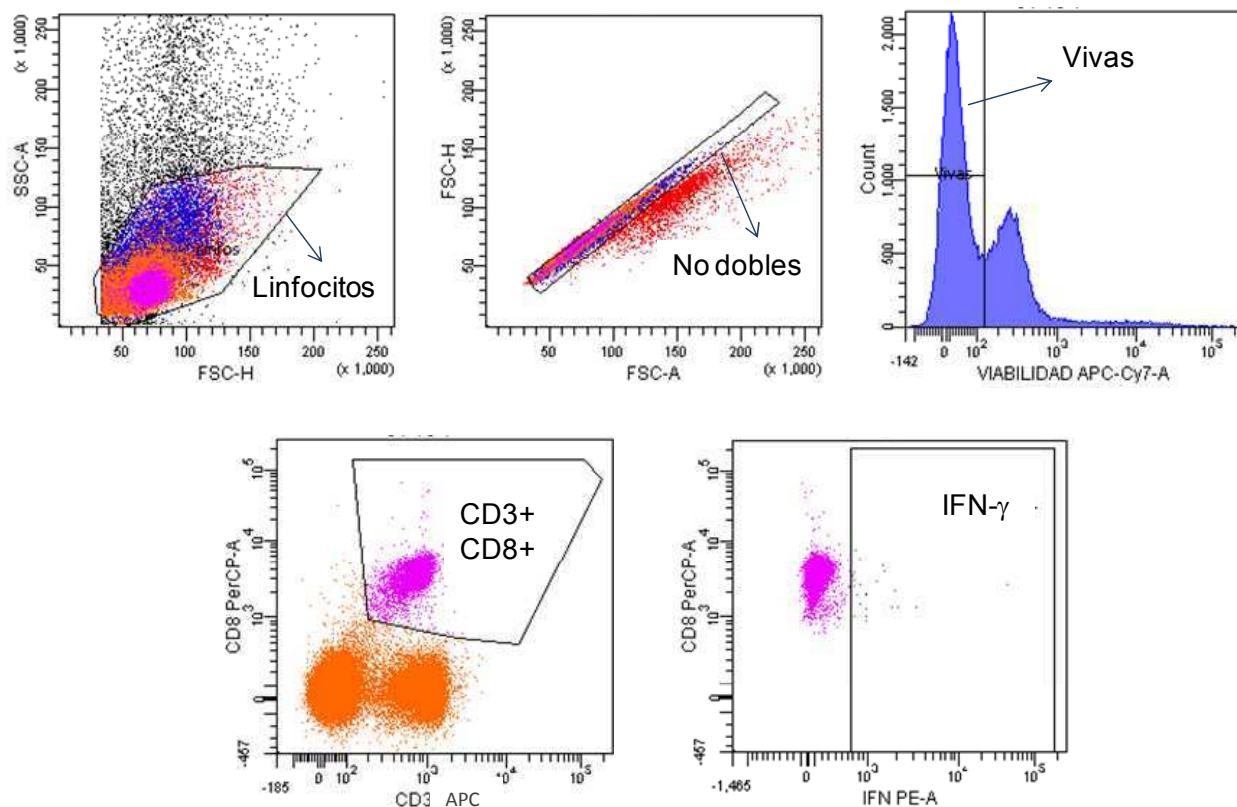 (x 1,000)
SSC-A
250
200
150
100
50
Linfocitos
50 100 150 200 250
FSC-H
(x 1,000)
(x 1,000)
FSC-H
250
200
150
100
50
No dobles
50 100 150 200 250
FSC-A
(x 1,000)
Count
2,000
1,500
1,000
500
0
Vivas
Vivas
-142
0 10² 10³ 10⁴ 10⁵
VIABILIDAD APC-Cy7-A
CD8 PerCP-A
10⁵
10⁴
10³
0
-457
CD3+
CD8+
-185
0 10² 10³ 10⁴ 10⁵
CD3 APC
CD8 PerCP-A
10⁵
10⁴
10³
0
-457
IFN-γ
-1,465
0 10³ 10⁴ 10⁵
IFN PE-A